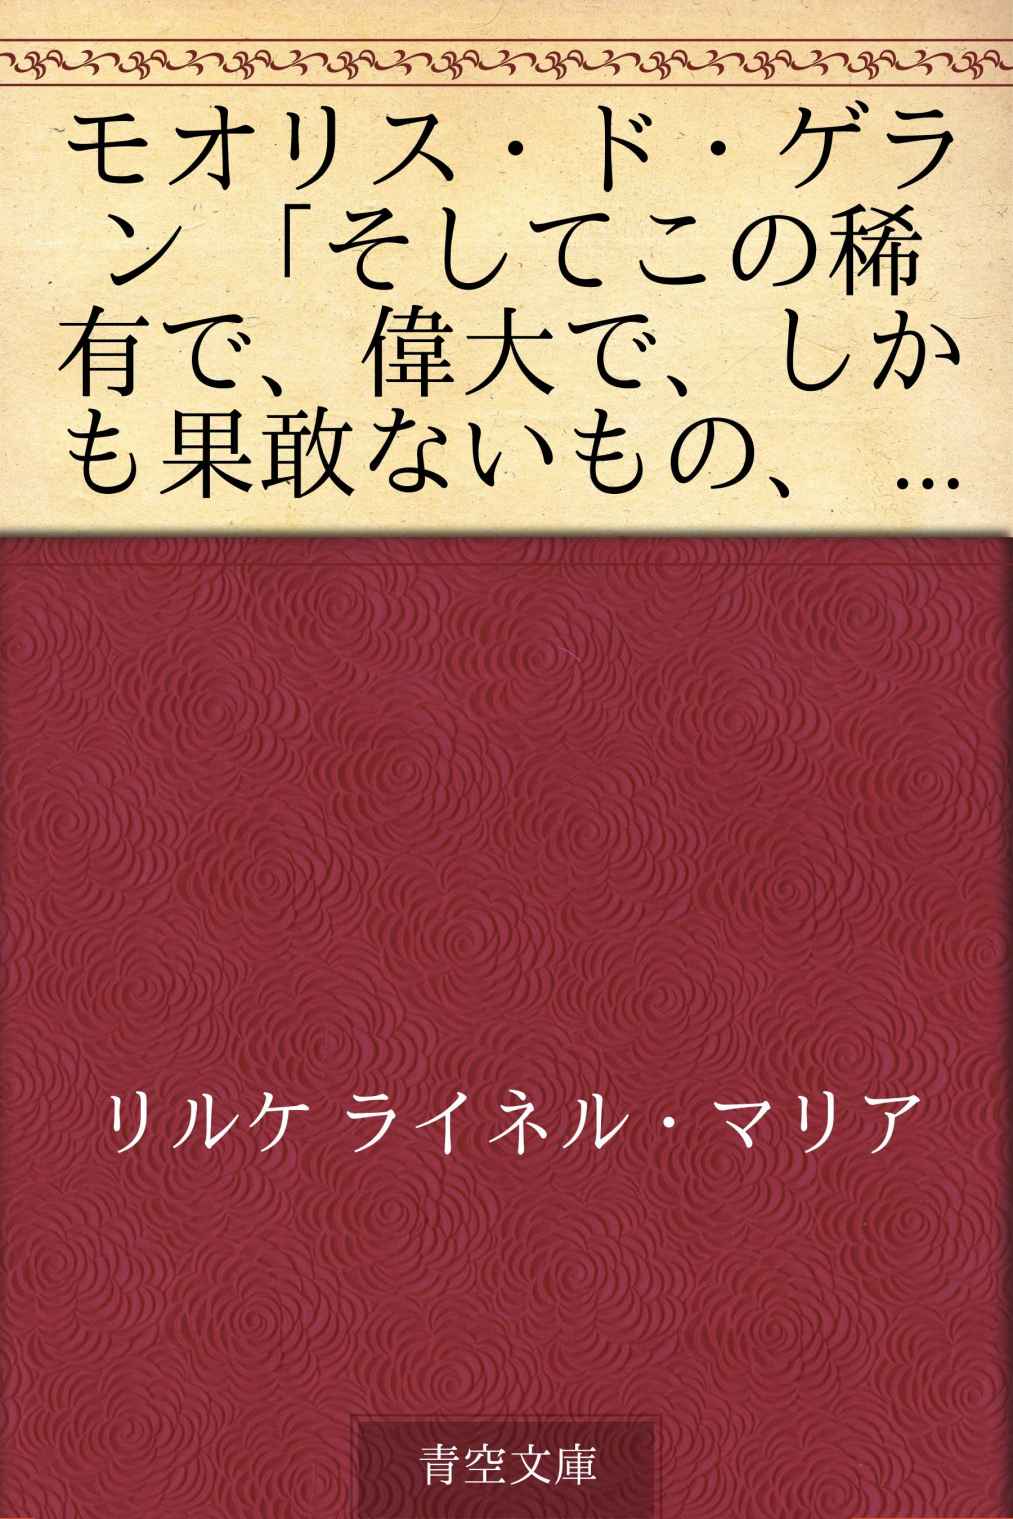 モオリス・ド・ゲラ
ン 「そしてこの稀
有で、偉大で、しか
も果敢ないもの、 ...
リルケ ライネル・マリア
青空文庫